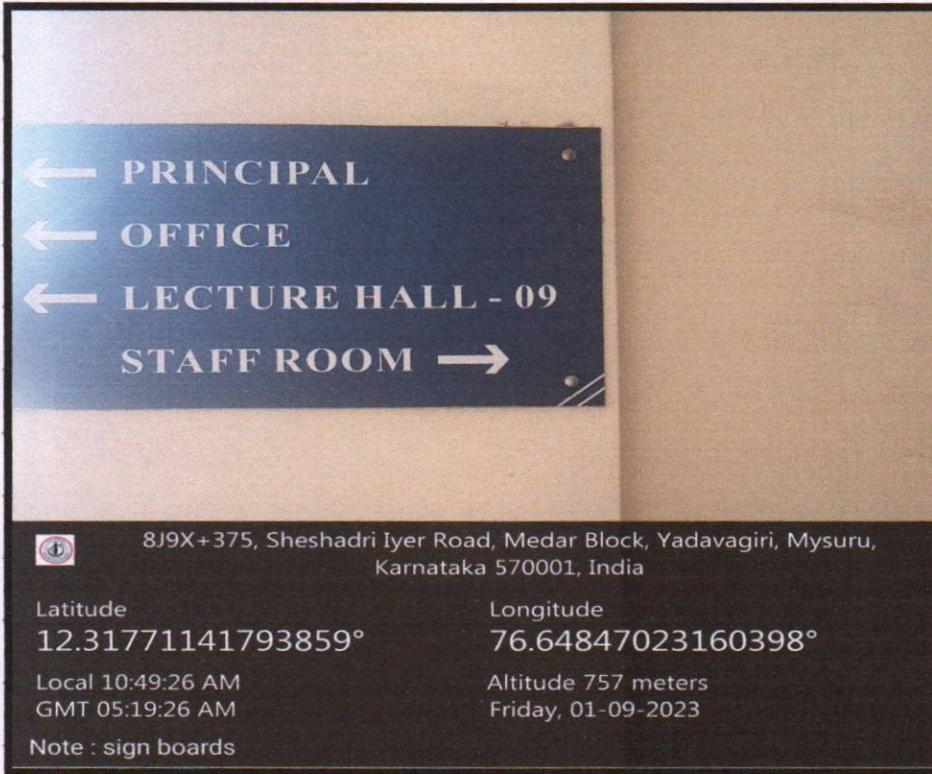 ← PRINCIPAL
← OFFICE
← LECTURE HALL - 09
STAFF ROOM →
8J9X+375, Sheshadri Iyer Road, Medar Block, Yadavagiri, Mysuru,
Karnataka 570001, India
Latitude
12.31771141793859°
Longitude
76.64847023160398°
Local 10:49:26 AM
GMT 05:19:26 AM
Altitude 757 meters
Friday, 01-09-2023
Note : sign boards